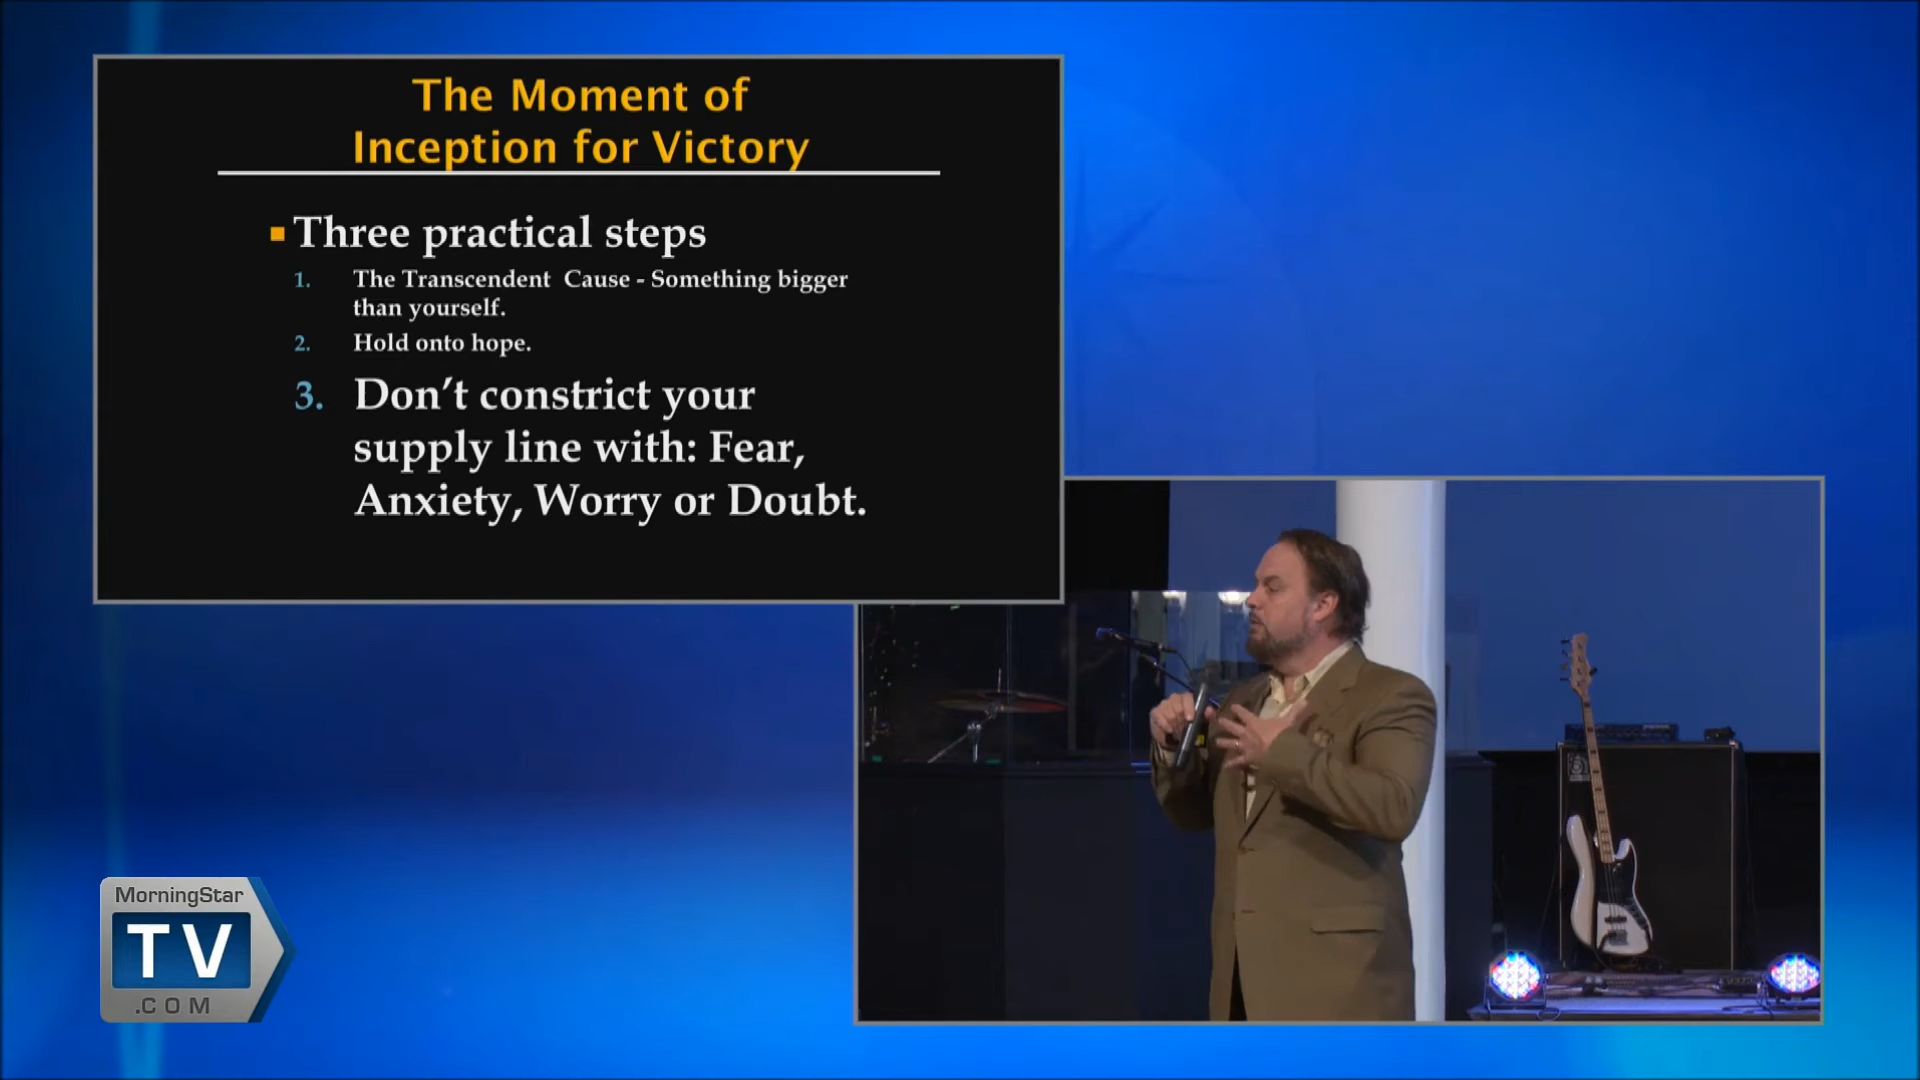 The Moment of
Inception for Victory
Three practical steps
1. The Transcendent Cause - Something bigger
than yourself.
2. Hold onto hope.
3. Don't constrict your
supply line with: Fear,
Anxiety, Worry or Doubt.
MorningStar
TV
.COM